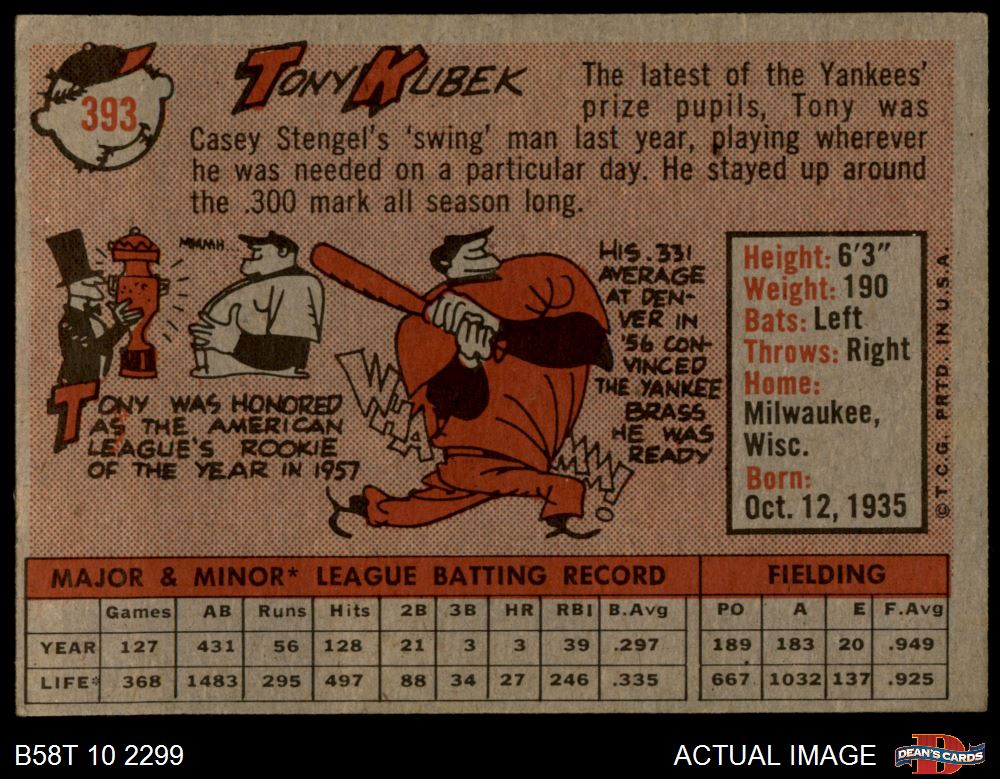 393
TONY KUBEK
The latest of the Yankees'
prize pupils, Tony was
Casey Stengel's 'swing' man last year, playing wherever
he was needed on a particular day. He stayed up around
the .300 mark all season long.
MMMH...
TONY WAS HONORED
AS THE AMERICAN
LEAGUE'S ROOKIE
OF THE YEAR IN 1957
WHAMMM!
HIS .331
AVERAGE
AT DEN-
VER IN
'56 CON-
VINCED
THE YANKEE
BRASS
HE WAS
READY
Height: 6'3"
Weight: 190
Bats: Left
Throws: Right
Home:
Milwaukee,
Wisc.
Born:
Oct. 12, 1935
© T.C.G. PRTD. IN U.S.A.
MAJOR & MINOR* LEAGUE BATTING RECORD FIELDING
Games AB Runs Hits 2B 3B HR RBI B.Avg PO A E F.Avg
YEAR 127 431 56 128 21 3 3 39 .297 189 183 20 .949
LIFE* 368 1483 295 497 88 34 27 246 .335 667 1032 137 .925
B58T 10 2299 ACTUAL IMAGE
D
DEAN'S CARDS